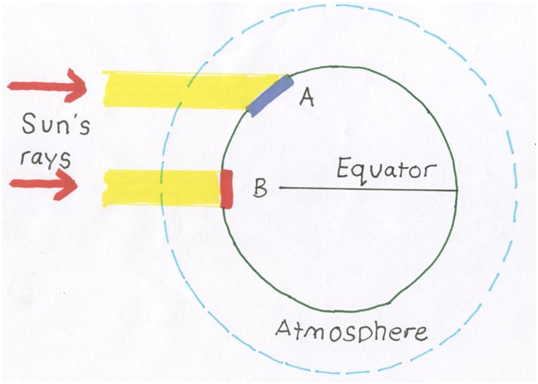 Sun's
rays
A
B
Equator
Atmosphere